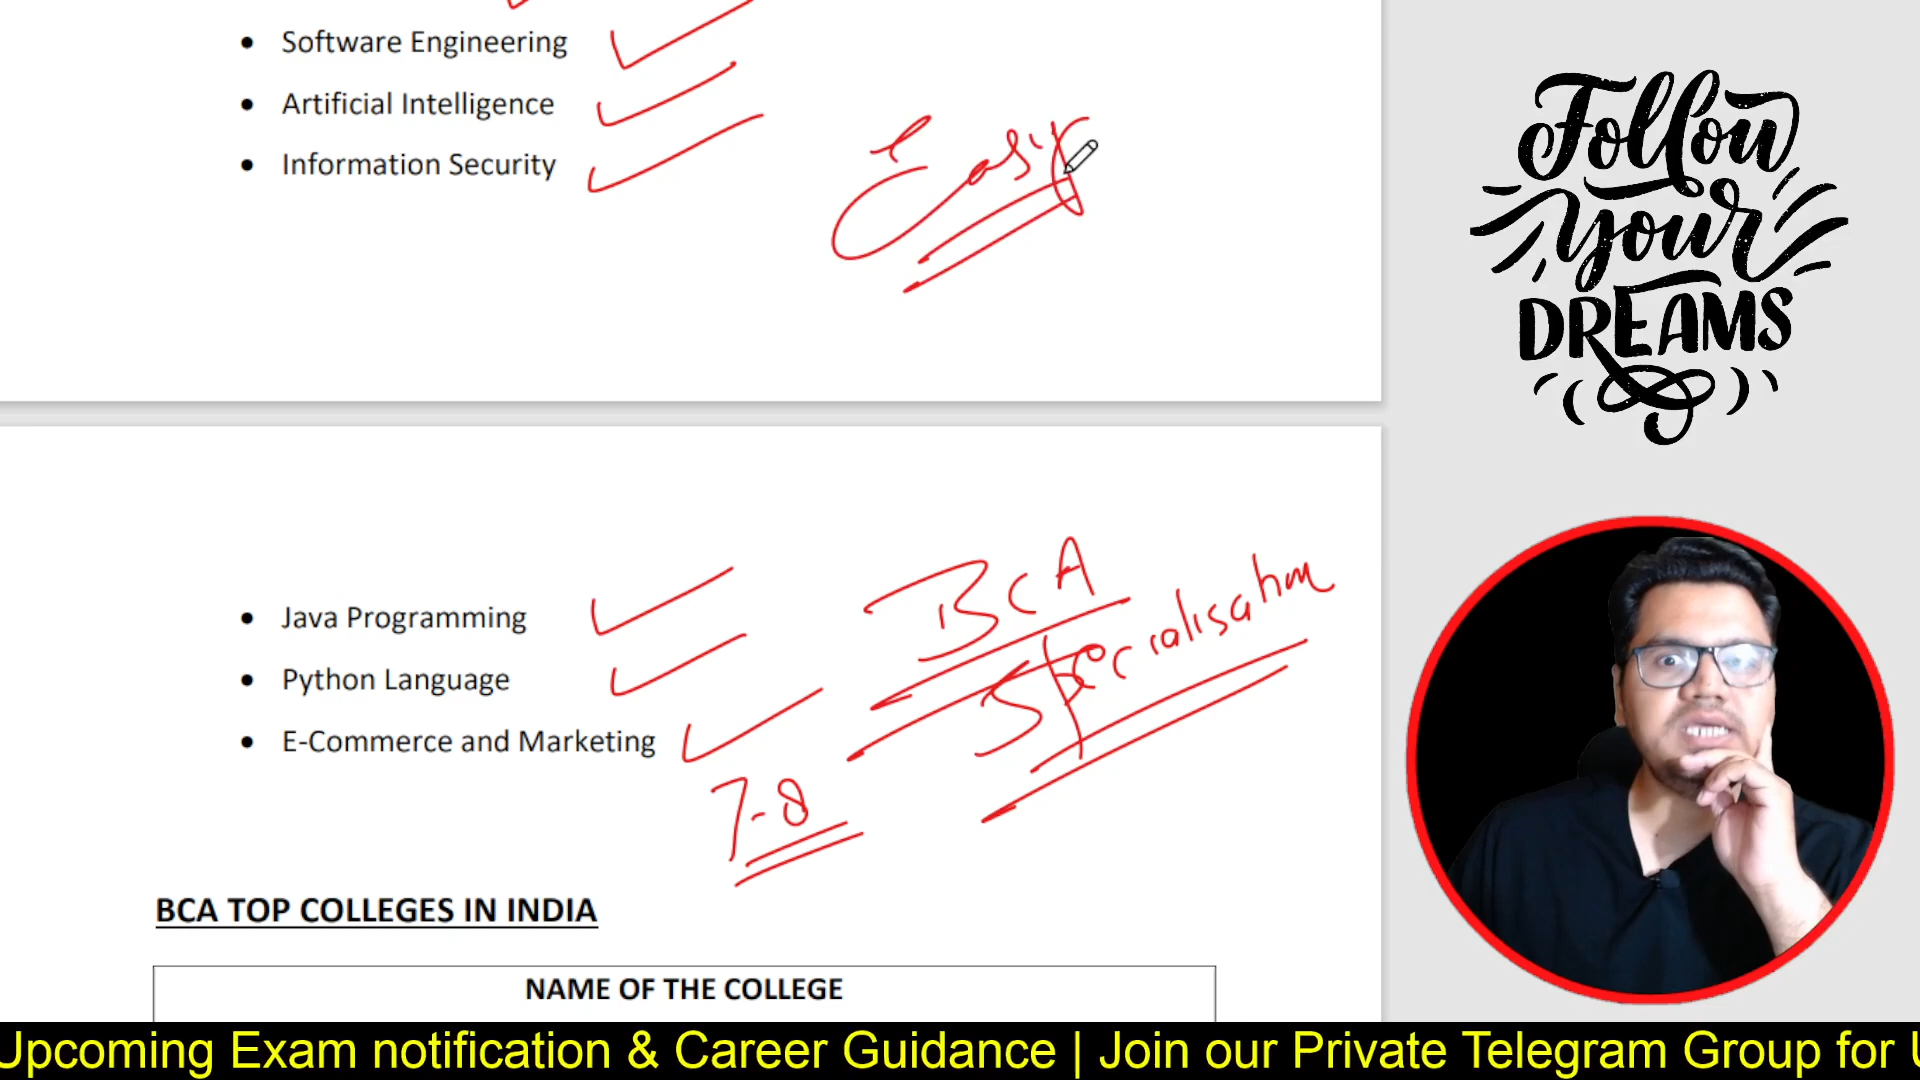 • Software Engineering
• Artificial Intelligence
• Information Security
Easy
Follow
Your
DREAMS
• Java Programming
• Python Language
• E-Commerce and Marketing
BCA
Specialisation
7-8
BCA TOP COLLEGES IN INDIA
NAME OF THE COLLEGE
Upcoming Exam notification & Career Guidance | Join our Private Telegram Group for